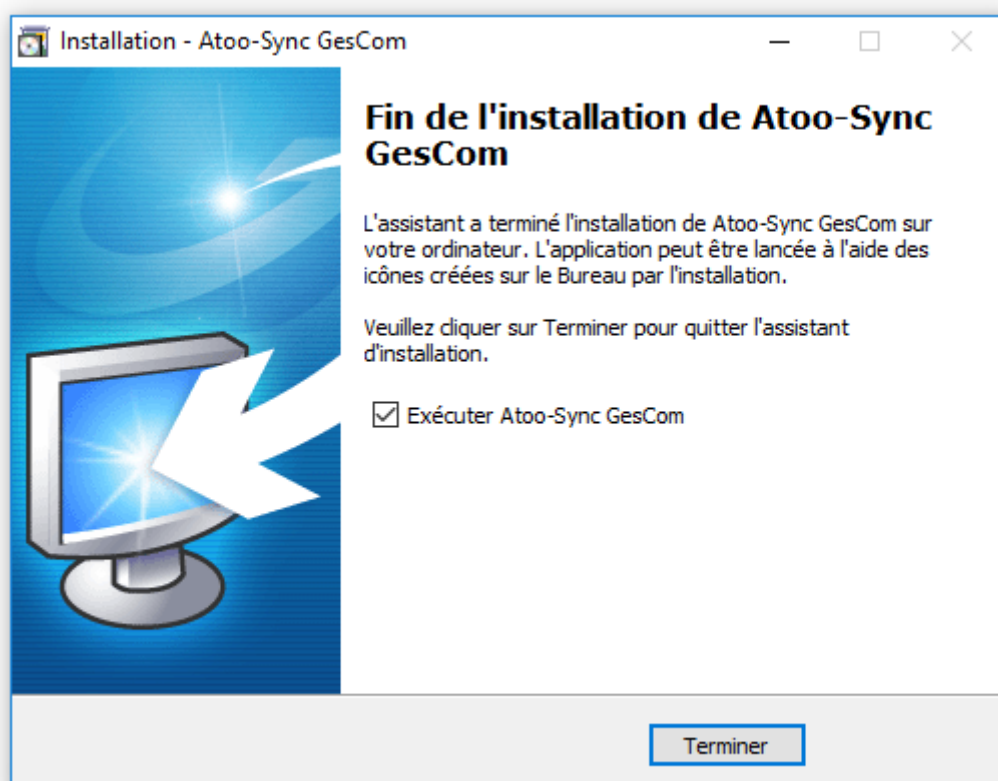 Installation - Atoo-Sync GesCom
Fin de l'installation de Atoo-Sync
GesCom
L'assistant a terminé l'installation de Atoo-Sync GesCom sur
votre ordinateur. L'application peut être lancée à l'aide des
icônes créées sur le Bureau par l'installation.
Veuillez cliquer sur Terminer pour quitter l'assistant
d'installation.
Exécuter Atoo-Sync GesCom
Terminer